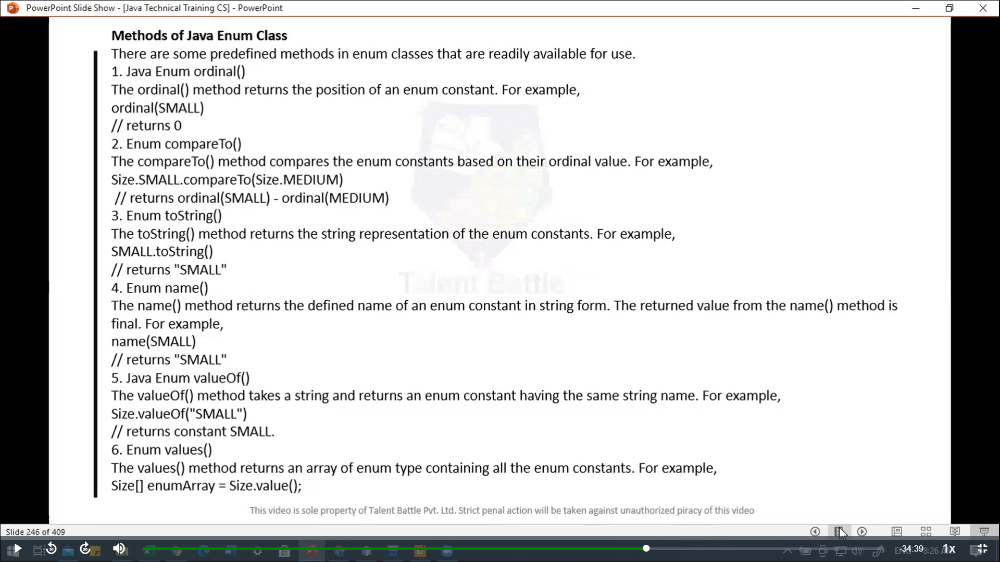 PowerPoint Slide Show - [Java Technical Training CS] - PowerPoint
Methods of Java Enum Class
There are some predefined methods in enum classes that are readily available for use.
1. Java Enum ordinal()
The ordinal() method returns the position of an enum constant. For example,
ordinal(SMALL)
// returns 0
2. Enum compareTo()
The compareTo() method compares the enum constants based on their ordinal value. For example,
Size.SMALL.compareTo(Size.MEDIUM)
// returns ordinal(SMALL) - ordinal(MEDIUM)
3. Enum toString()
The toString() method returns the string representation of the enum constants. For example,
SMALL.toString()
// returns "SMALL"
Talent Battle
4. Enum name()
The name() method returns the defined name of an enum constant in string form. The returned value from the name() method is
final. For example,
name(SMALL)
// returns "SMALL"
5. Java Enum valueOf()
The valueOf() method takes a string and returns an enum constant having the same string name. For example,
Size.valueOf("SMALL")
// returns constant SMALL.
6. Enum values()
The values() method returns an array of enum type containing all the enum constants. For example,
Size[] enumArray = Size.value();
This video is sole property of Talent Battle Pvt. Ltd. Strict penal action will be taken against unauthorized piracy of this video
Slide 246 of 409
10
30
-34:39
1x